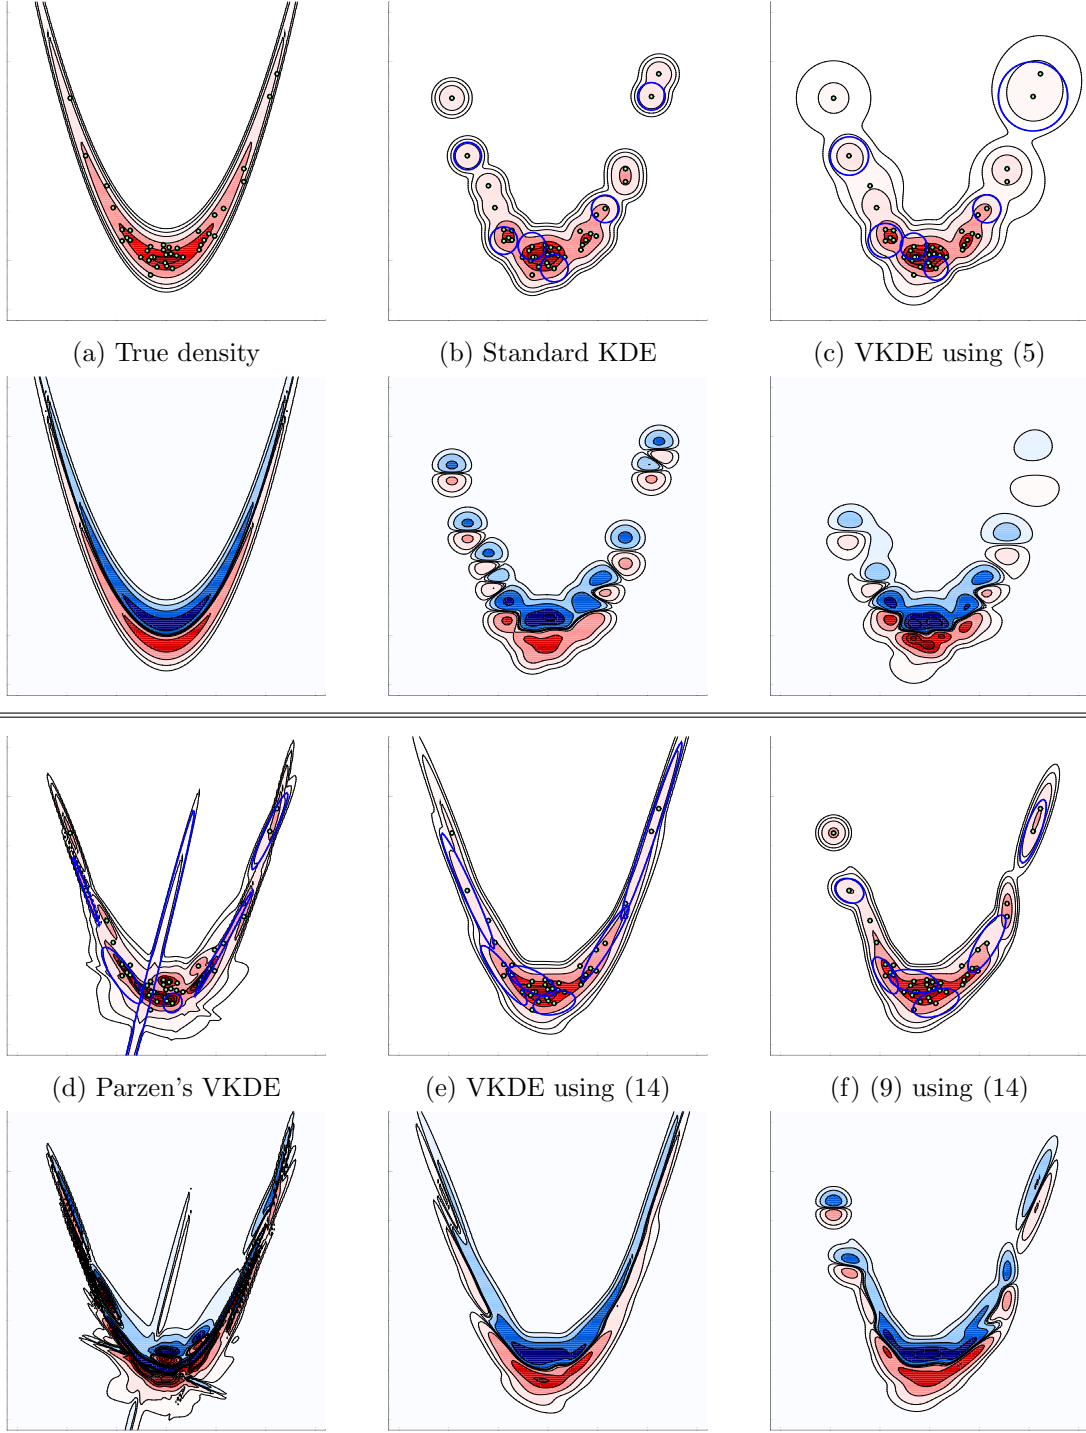 (a) True density
(b) Standard KDE
(c) VKDE using (5)
(d) Parzen's VKDE
(e) VKDE using (14)
(f) (9) using (14)